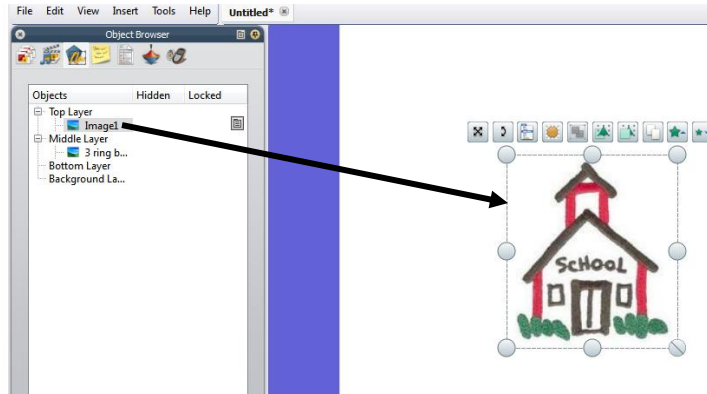 File Edit View Insert Tools Help Untitled*
Object Browser
Objects Hidden Locked
Top Layer
Image1
Middle Layer
3 ring b...
Bottom Layer
Background La...
SCHOOL